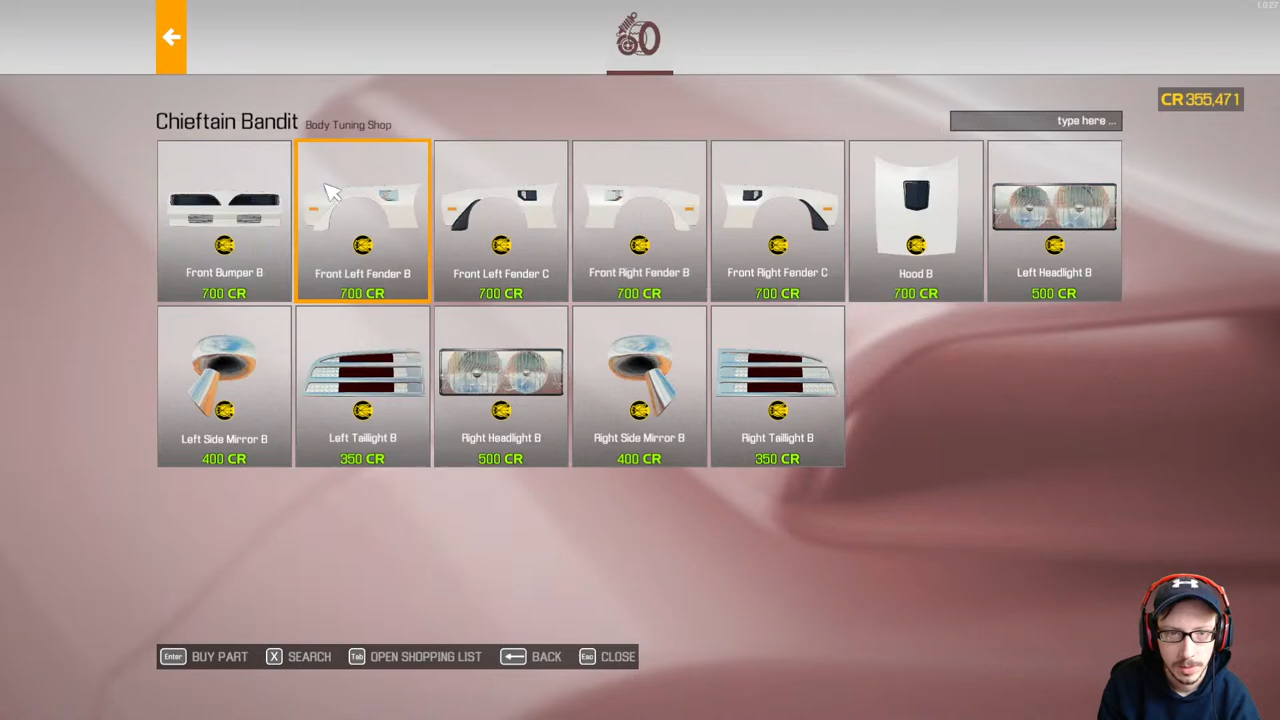 CR 355,471
Chieftain Bandit Body Tuning Shop
type here ...
Front Bumper B
700 CR
Front Left Fender B
700 CR
Front Left Fender C
700 CR
Front Right Fender B
700 CR
Front Right Fender C
700 CR
Hood B
700 CR
Left Headlight B
500 CR
Left Side Mirror B
400 CR
Left Taillight B
350 CR
Right Headlight B
500 CR
Right Side Mirror B
400 CR
Right Taillight B
350 CR
Enter BUY PART X SEARCH Tab OPEN SHOPPING LIST BACK Esc CLOSE